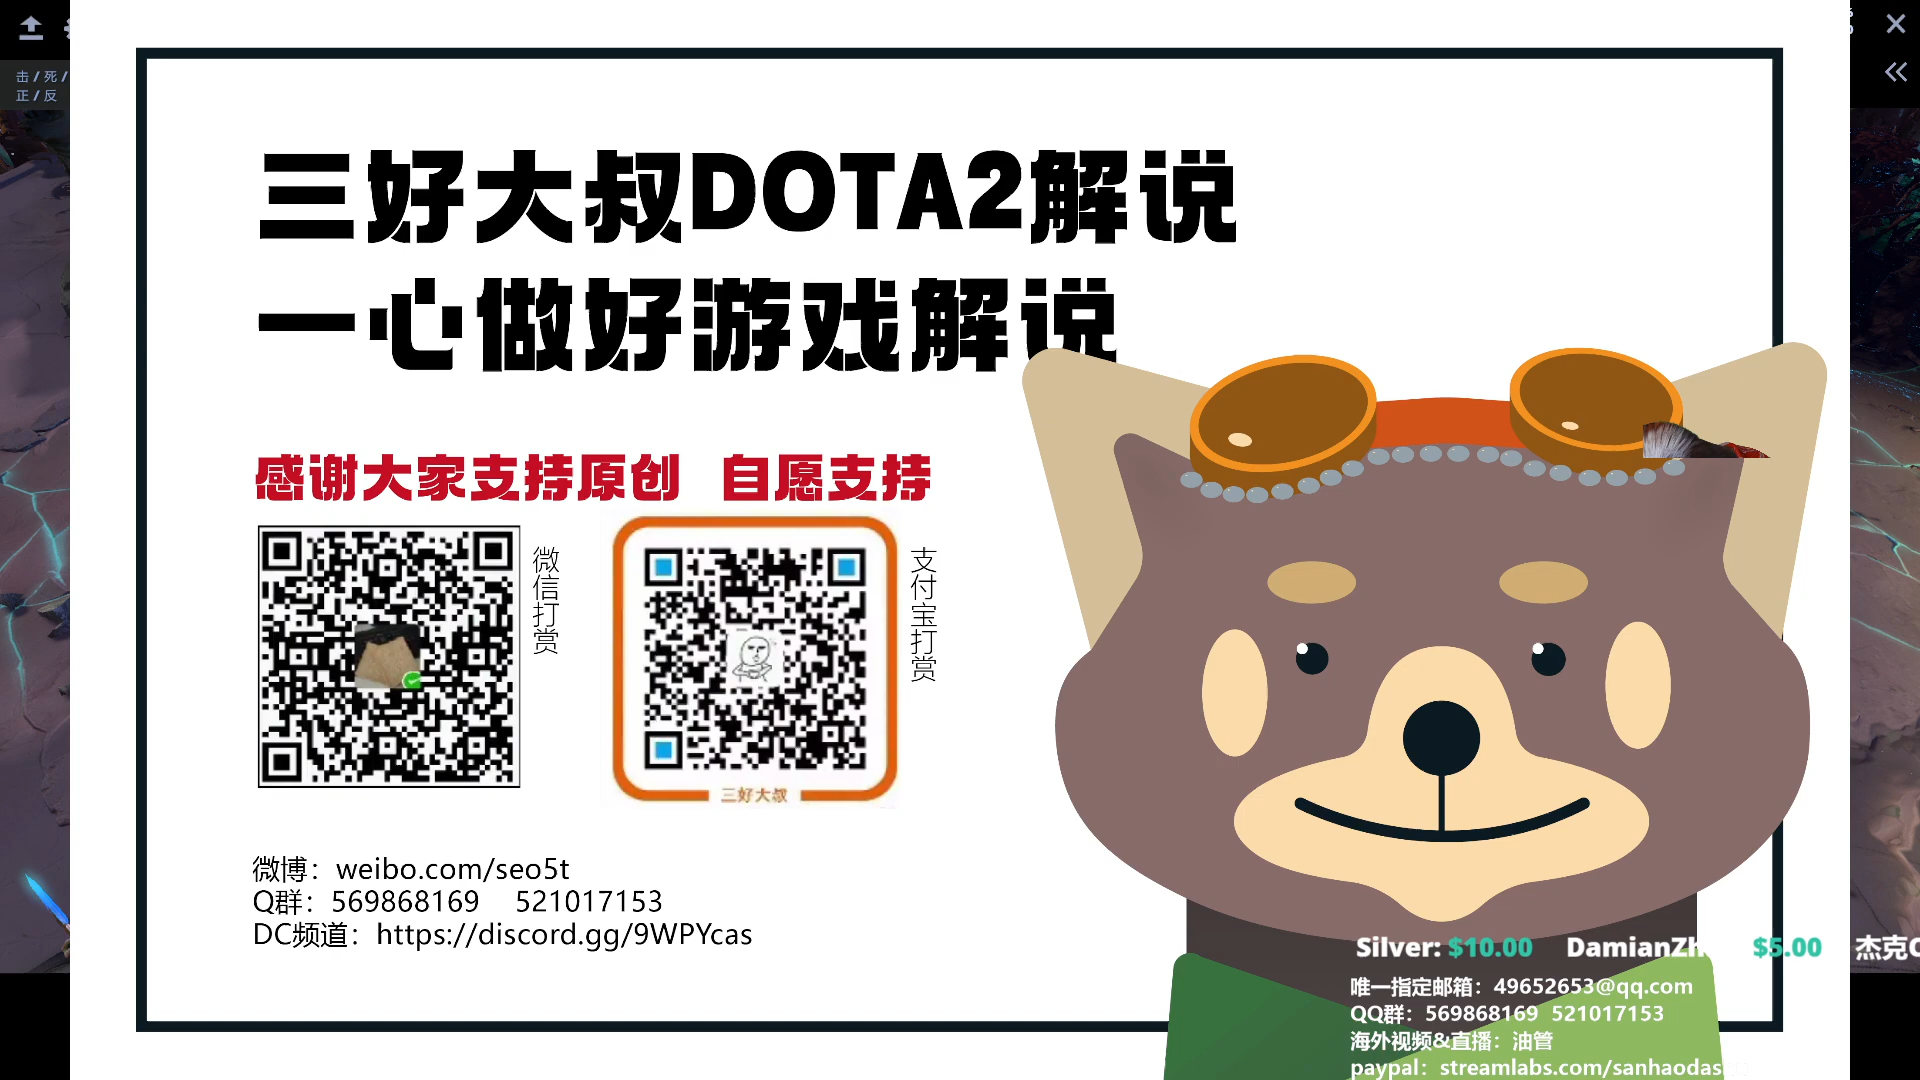 击 / 死 /
正 / 反
三好大叔DOTA2解说
一心做好游戏解说
感谢大家支持原创 自愿支持
微信打赏
支付宝打赏
三好大叔
微博：weibo.com/seo5t
Q群：569868169 521017153
DC频道：https://discord.gg/9WPYcas
Silver: $10.00 DamianZh $5.00 杰克
唯一指定邮箱：49652653@qq.com
QQ群：569868169 521017153
海外视频&直播：油管
paypal：streamlabs.com/sanhaodas